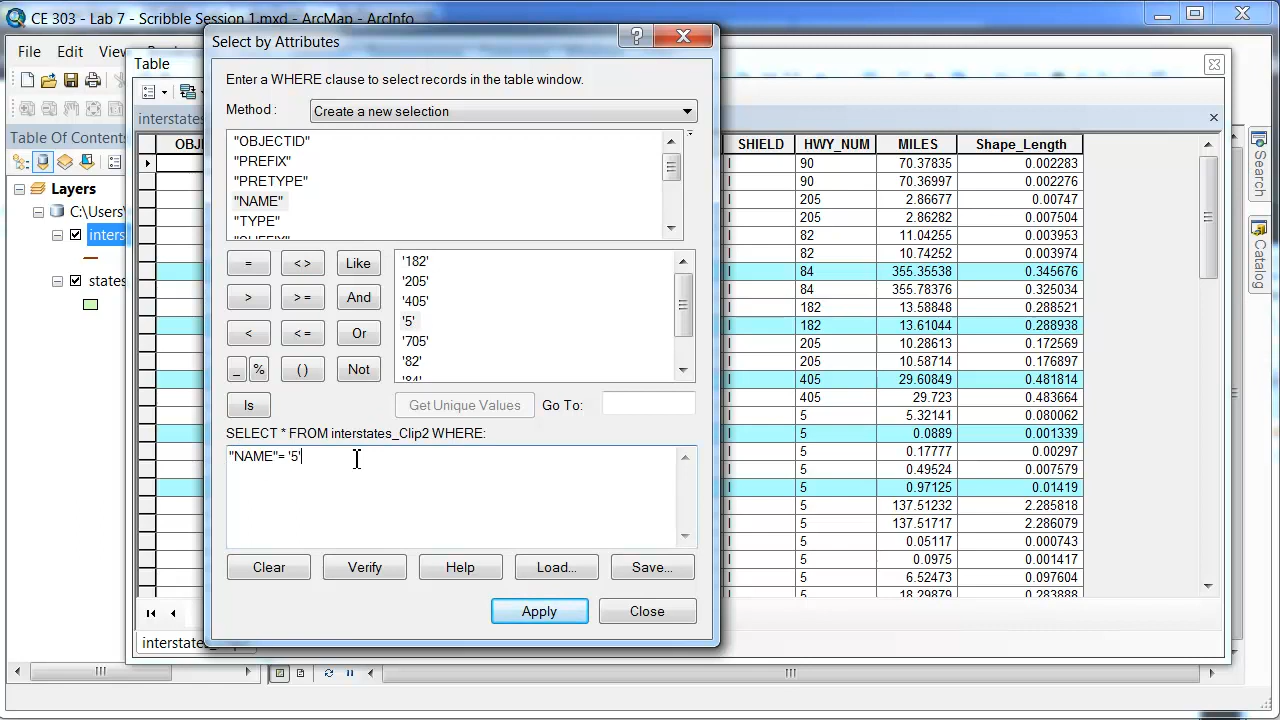 CE 303 - Lab 7 - Scribble Session 1.mxd - ArcMap - ArcInfo
File Edit
Table Of Contents
Layers
C:\Users\
inters
states
Table
interstates
OBJ SHIELD HWY_NUM MILES Shape_Length
I 90 70.37835 0.002283
I 90 70.36997 0.002276
I 205 2.86677 0.00747
I 205 2.86282 0.007504
I 82 11.04255 0.003953
I 82 10.74252 0.003974
I 84 355.35538 0.345676
I 84 355.78376 0.325034
I 182 13.58848 0.288521
I 182 13.61044 0.288938
I 205 10.28613 0.172569
I 205 10.58714 0.176897
I 405 29.60849 0.481814
I 405 29.723 0.483664
I 5 5.32141 0.080062
I 5 0.0889 0.001339
I 5 0.17777 0.00297
I 5 0.49524 0.007579
I 5 0.97125 0.01419
I 5 137.51232 2.285818
I 5 137.51717 2.286079
I 5 0.05117 0.000743
I 5 0.0975 0.001417
I 5 6.52473 0.097604
18.29879 0.283888
interstates_
Search
Catalog
Select by Attributes
?
Enter a WHERE clause to select records in the table window.
Method : Create a new selection
"OBJECTID"
"PREFIX"
"PRETYPE"
"NAME"
"TYPE"
"SUFFIX"
= <> Like
> >= And
< <= Or
_ % () Not
Is
'182'
'205'
'405'
'5'
'705'
'82'
'84'
Get Unique Values Go To:
SELECT * FROM interstates_Clip2 WHERE:
"NAME"= '5'
Clear Verify Help Load... Save...
Apply Close